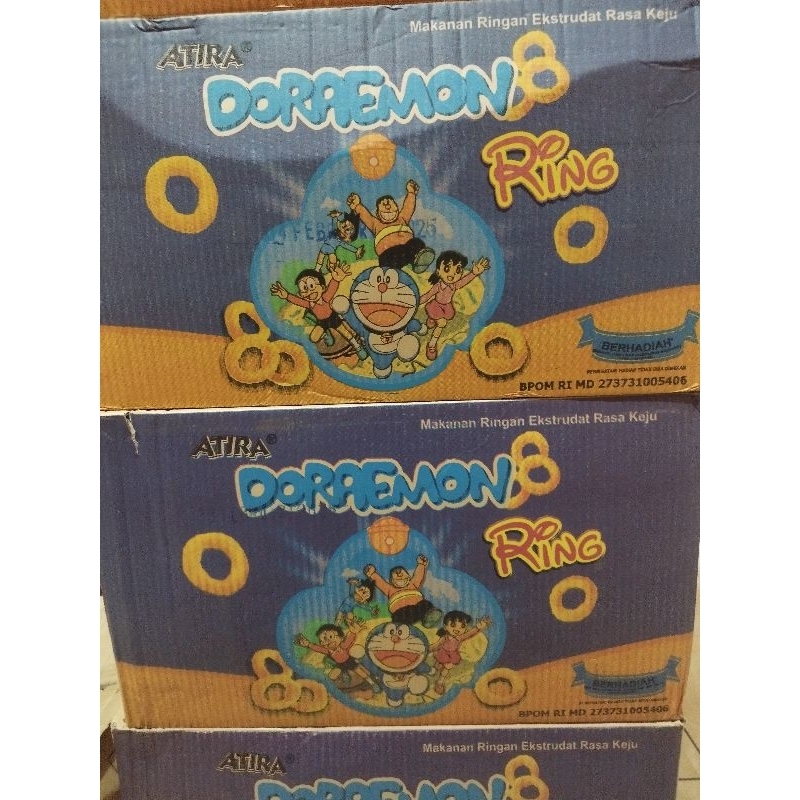 Makanan Ringan Ekstrudat Rasa Keju
ATIRA®
DORAEMON
RING
BERHADIAH
BPOM RI MD 273731005406
Makanan Ringan Ekstrudat Rasa Keju
ATIRA®
DORAEMON
RING
BERHADIAH
BPOM RI MD 273731005406
Makanan Ringan Ekstrudat Rasa Keju
ATIRA®
DORAEMON